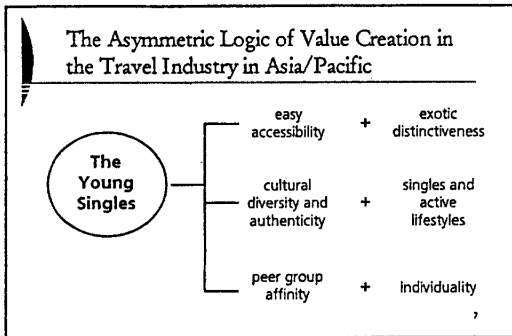 The Asymmetric Logic of Value Creation in
the Travel Industry in Asia/Pacific
The
Young
Singles
easy
accessibility
+
exotic
distinctiveness
cultural
diversity and
authenticity
+
singles and
active
lifestyles
peer group
affinity
+
individuality
7